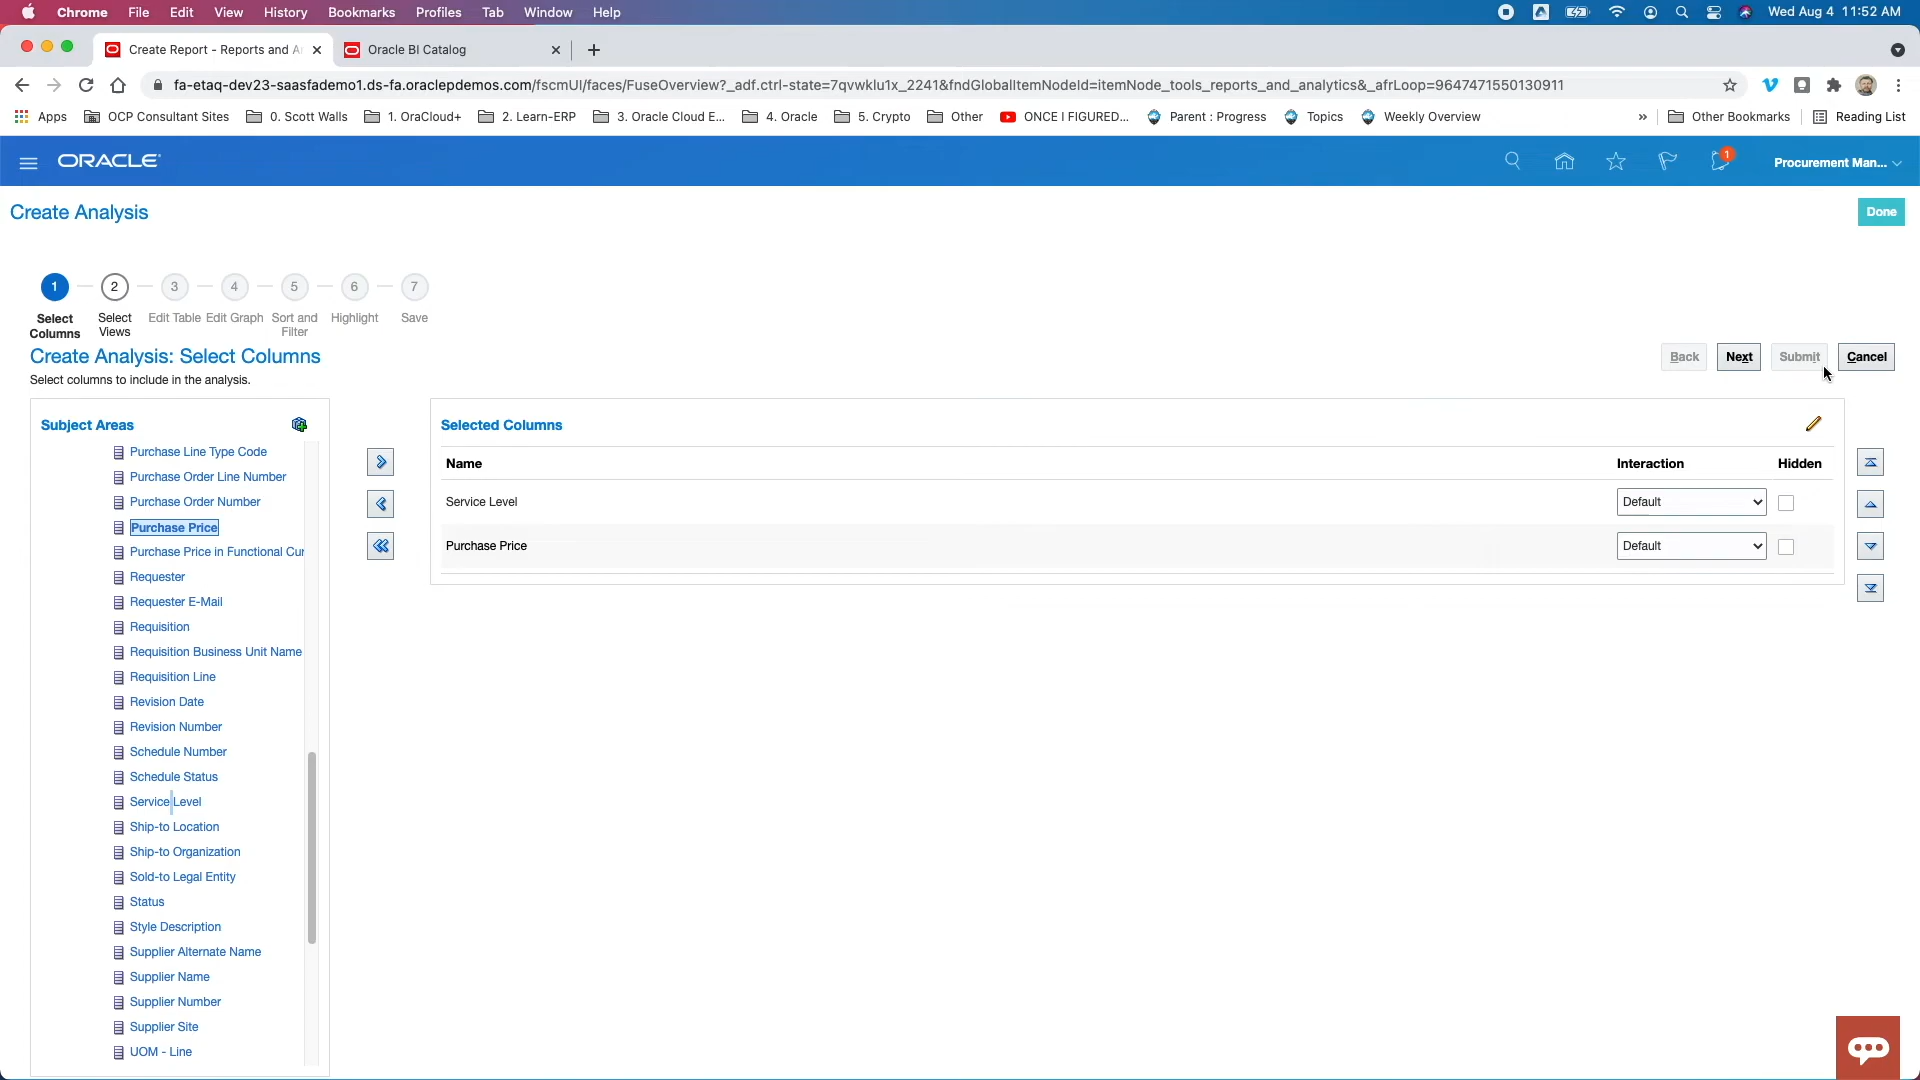 Chrome File Edit View History Bookmarks Profiles Tab Window Help Wed Aug 4 11:52 AM
Create Report - Reports and A Oracle BI Catalog
fa-etaq-dev23-saasfademo1.ds-fa.oraclepdemos.com/fscmUI/faces/FuseOverview?_adf.ctrl-state=7qvwklu1x_2241&fndGlobalItemNodeId=itemNode_tools_reports_and_analytics&_afrLoop=9647471550130911
Apps OCP Consultant Sites 0. Scott Walls 1. OraCloud+ 2. Learn-ERP 3. Oracle Cloud E... 4. Oracle 5. Crypto Other ONCE I FIGURED... Parent : Progress Topics Weekly Overview » Other Bookmarks Reading List
ORACLE 1 Procurement Man...
Create Analysis Done
1 2 3 4 5 6 7
Select Columns Select Views Edit Table Edit Graph Sort and Filter Highlight Save
Create Analysis: Select Columns Back Next Submit Cancel
Select columns to include in the analysis.
Subject Areas
Purchase Line Type Code
Purchase Order Line Number
Purchase Order Number
Purchase Price
Purchase Price in Functional Cur
Requester
Requester E-Mail
Requisition
Requisition Business Unit Name
Requisition Line
Revision Date
Revision Number
Schedule Number
Schedule Status
Service Level
Ship-to Location
Ship-to Organization
Sold-to Legal Entity
Status
Style Description
Supplier Alternate Name
Supplier Name
Supplier Number
Supplier Site
UOM - Line
Selected Columns
Name Interaction Hidden
Service Level Default
Purchase Price Default